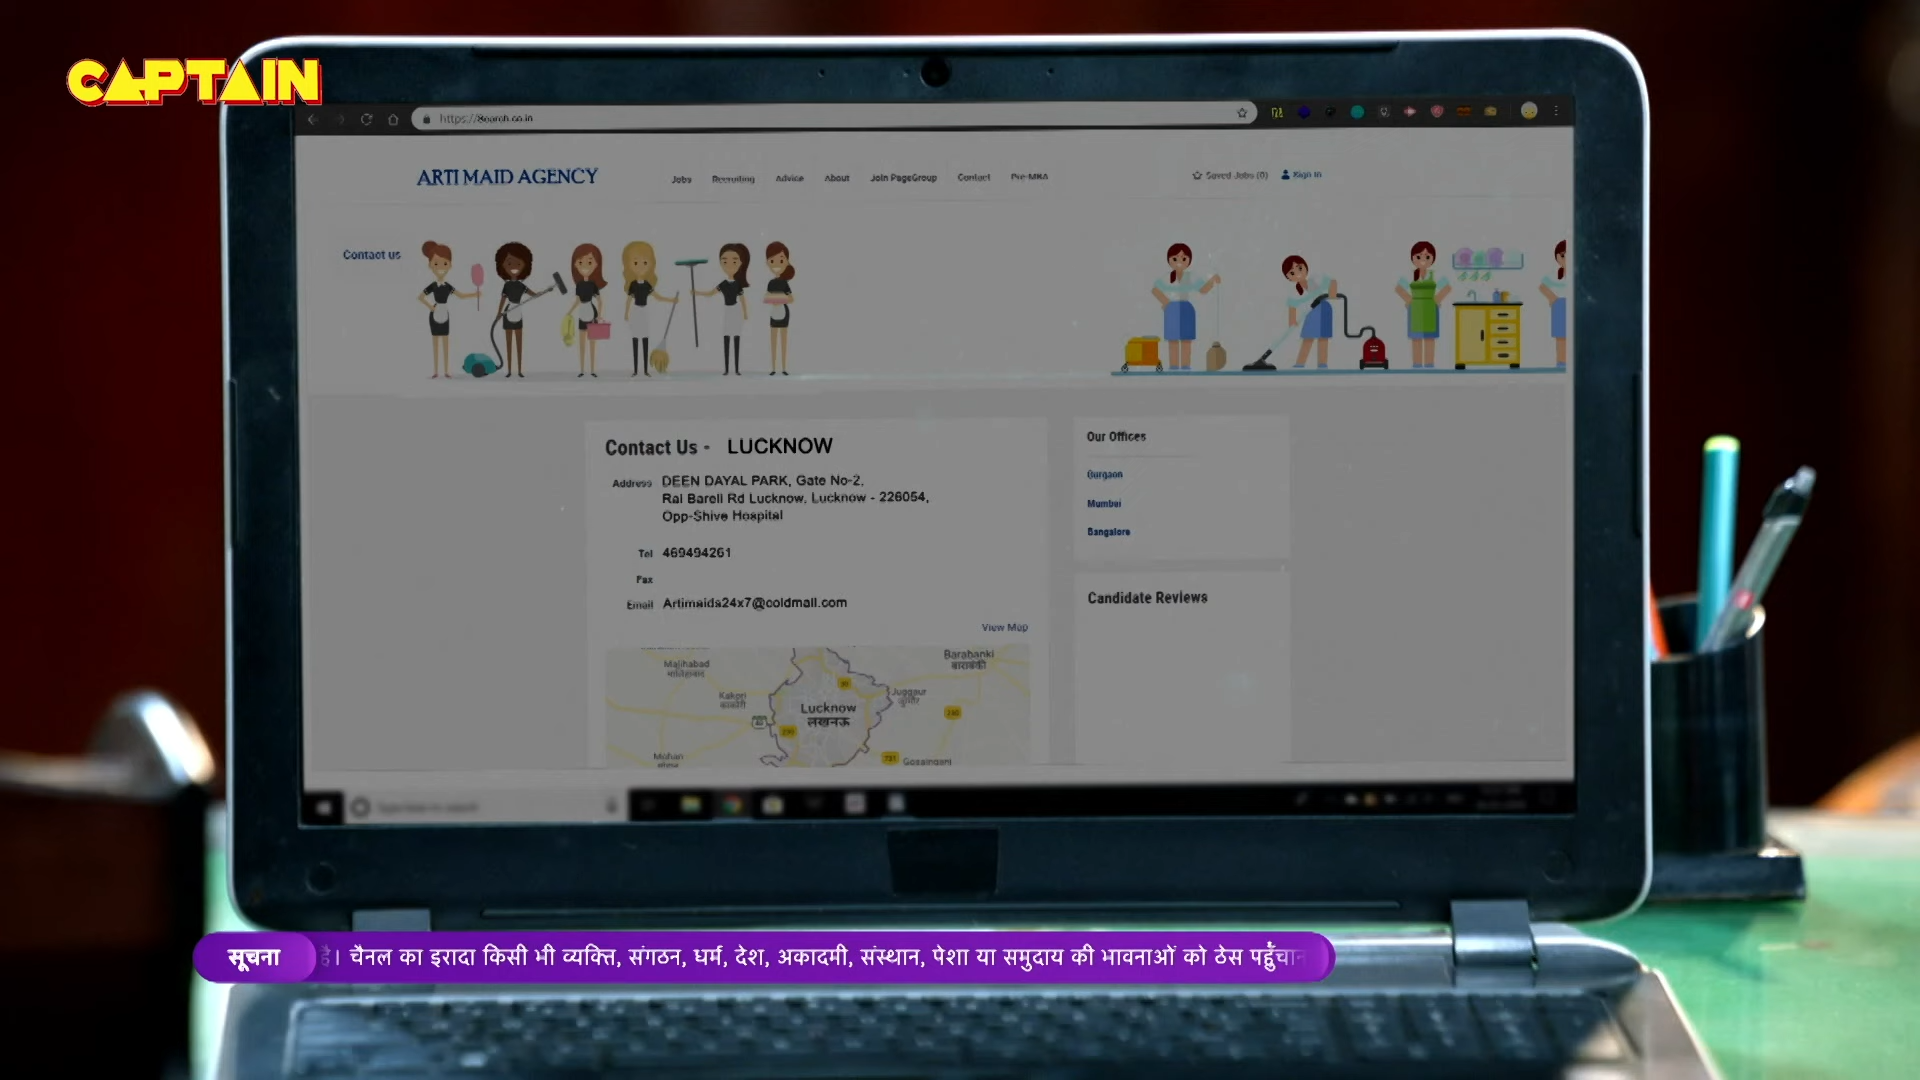 CAPTAIN
https://Search.co.in
ARTI MAID AGENCY
Jobs Recruiting Advice About Join PageGroup Contact Pre-MBA
Saved Jobs (0) Sign In
Contact us
Contact Us - LUCKNOW
Address DEEN DAYAL PARK, Gate No-2,
Rai Bareli Rd Lucknow, Lucknow - 226054,
Opp-Shive Hospital
Tel 469494261
Fax
Email Artimaids24x7@coldmail.com
View Map
Our Offices
Gurgaon
Mumbai
Bangalore
Candidate Reviews
Malihabad
Barabanki
बाराबंकी
Kakori
Juggaur
Lucknow
लखनऊ
Mohan
Gosainganj
सूचना
है। चैनल का इरादा किसी भी व्यक्ति, संगठन, धर्म, देश, अकादमी, संस्थान, पेशा या समुदाय की भावनाओं को ठेस पहुँचा